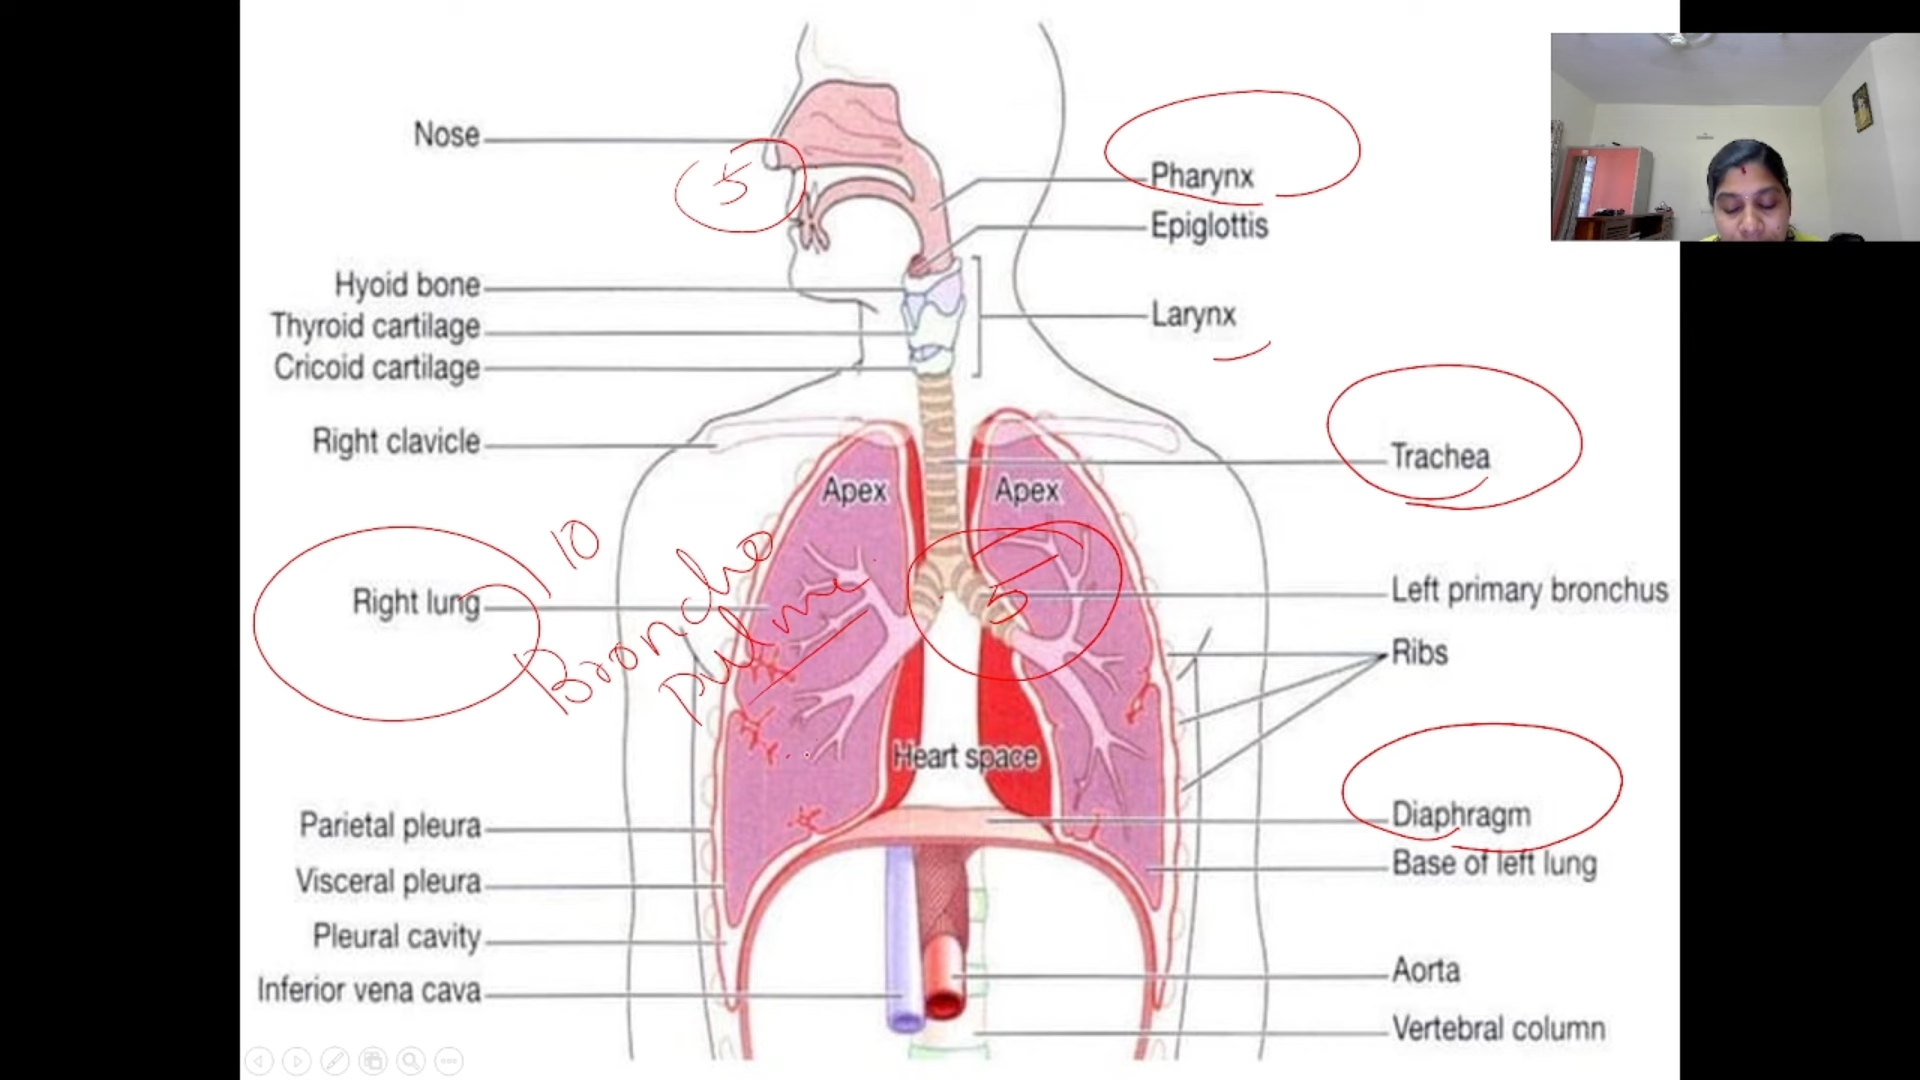 Nose
5
Hyoid bone
Thyroid cartilage
Cricoid cartilage
Right clavicle
Right lung
10
Broncho
Parietal pleura
Visceral pleura
Pleural cavity
Inferior vena cava
Apex
Apex
5
Heart space
Pharynx
Epiglottis
Larynx
Trachea
Left primary bronchus
Ribs
Diaphragm
Base of left lung
Aorta
Vertebral column